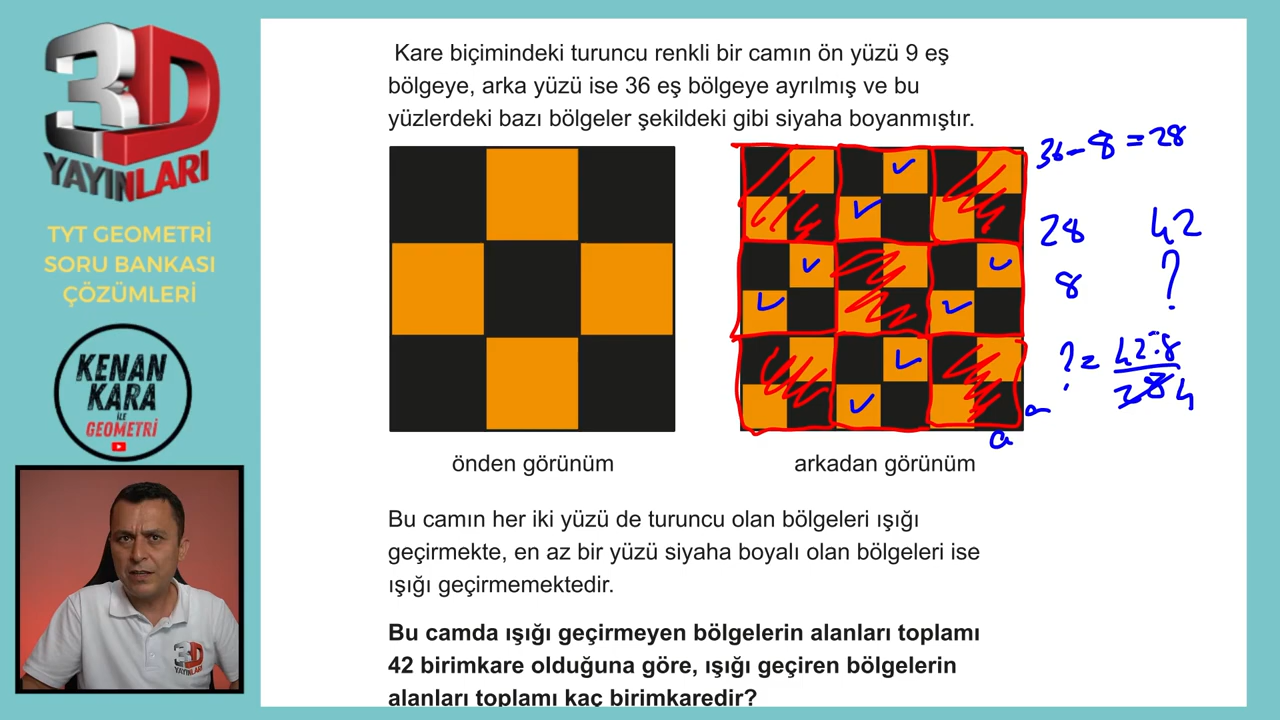 3D
YAYINLARI
TYT GEOMETRİ
SORU BANKASI
ÇÖZÜMLERİ
KENAN
KARA
İLE
GEOMETRİ
3D
YAYINLARI
Kare biçimindeki turuncu renkli bir camın ön yüzü 9 eş
bölgeye, arka yüzü ise 36 eş bölgeye ayrılmış ve bu
yüzlerdeki bazı bölgeler şekildeki gibi siyaha boyanmıştır.
36-8=28
28 42
8 ?
?= 42.8
28 4
a
a
önden görünüm
arkadan görünüm
Bu camın her iki yüzü de turuncu olan bölgeleri ışığı
geçirmekte, en az bir yüzü siyaha boyalı olan bölgeleri ise
ışığı geçirmemektedir.
Bu camda ışığı geçirmeyen bölgelerin alanları toplamı
42 birimkare olduğuna göre, ışığı geçiren bölgelerin
alanları toplamı kaç birimkaredir?